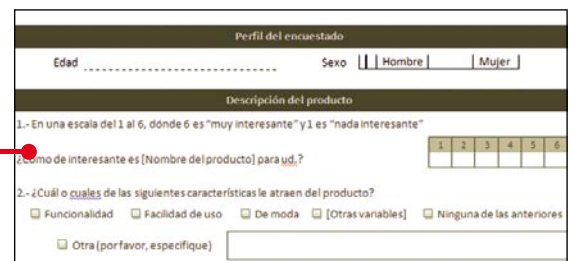 Perfil del encuestado
Edad Sexo Hombre Mujer
Descripción del producto
1.- En una escala del 1 al 6, dónde 6 es "muy interesante" y 1 es "nada interesante"
1 2 3 4 5 6
¿Cómo de interesante es [Nombre del producto] para ud.?
2.- ¿Cuál o cuales de las siguientes características le atraen del producto?
Funcionalidad Facilidad de uso De moda [Otras variables] Ninguna de las anteriores
Otra (por favor, especifique)